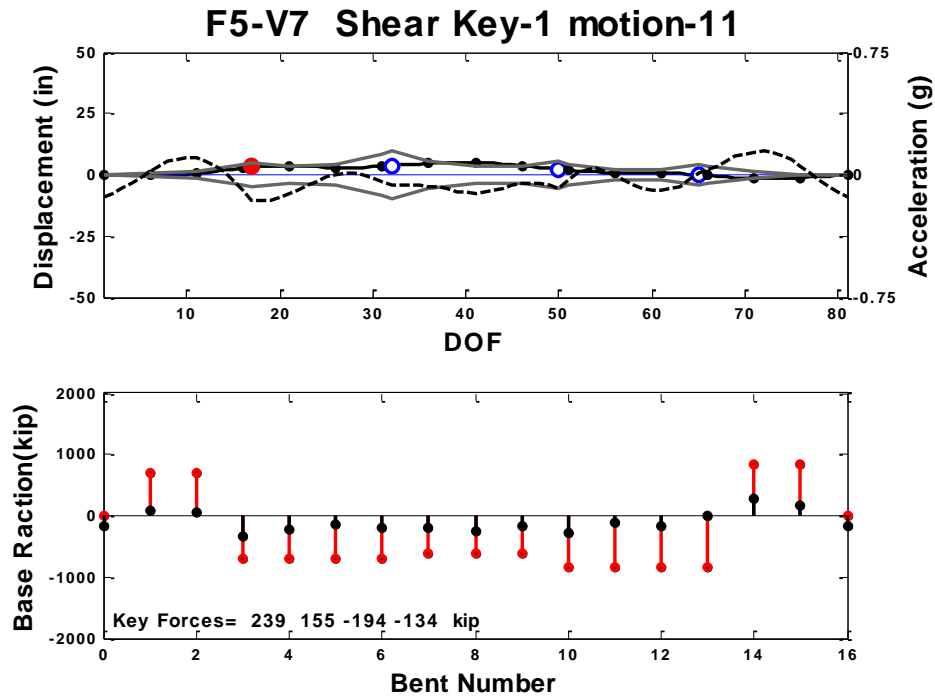 F5-V7 Shear Key-1 motion-11
50
25
0
-25
-50
0.75
0
-0.75
Displacement (in)
Acceleration (g)
10 20 30 40 50 60 70 80
DOF
2000
1000
0
-1000
-2000
Base Raction(kip)
Key Forces= 239 155 -194 -134 kip
0 2 4 6 8 10 12 14 16
Bent Number